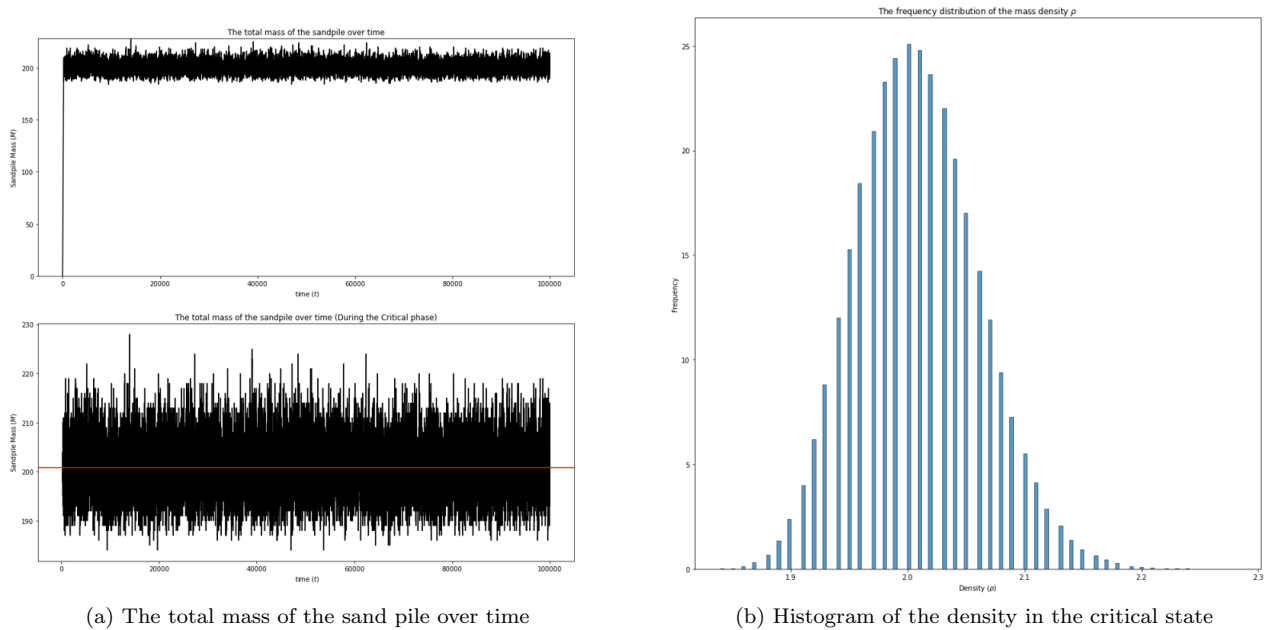 The total mass of the sandpile over time
200
150
100
50
0
Sandpile Mass (M)
0 20000 40000 60000 80000 100000
time (t)
The total mass of the sandpile over time (During the Critical phase)
230
220
210
200
190
Sandpile Mass (M)
0 20000 40000 60000 80000 100000
time (t)
(a) The total mass of the sand pile over time
The frequency distribution of the mass density ρ
25
20
15
10
5
0
Frequency
1.9 2.0 2.1 2.2 2.3
Density (ρ)
(b) Histogram of the density in the critical state